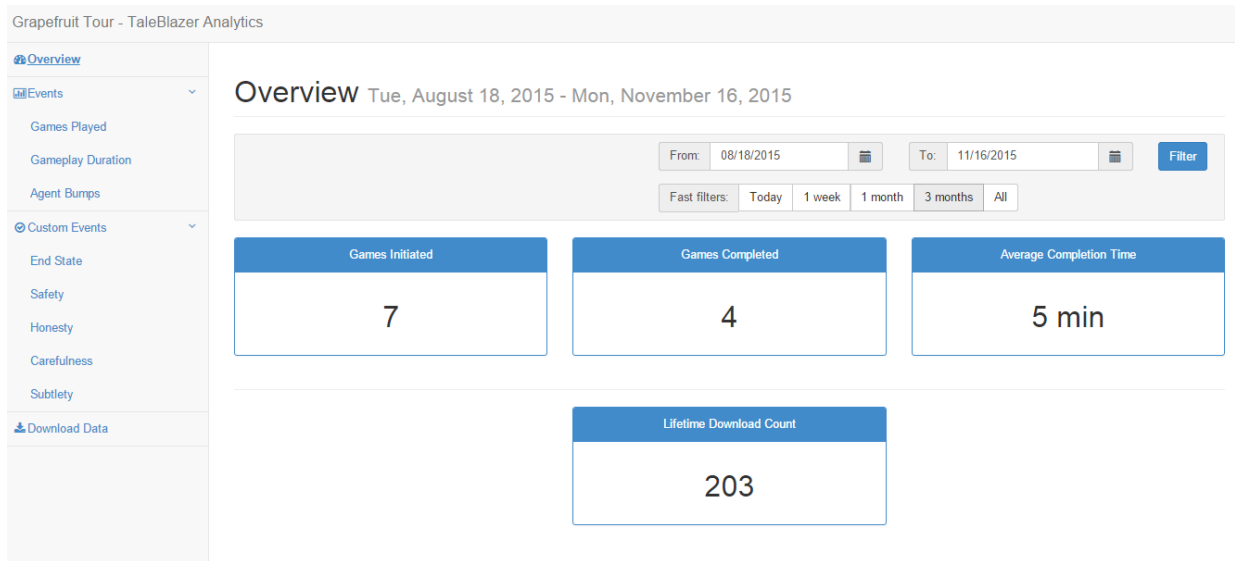 Grapefruit Tour - TaleBlazer Analytics
Overview
Events
Games Played
Gameplay Duration
Agent Bumps
Custom Events
End State
Safety
Honesty
Carefulness
Subtlety
Download Data
Overview Tue, August 18, 2015 - Mon, November 16, 2015
From: 08/18/2015 To: 11/16/2015 Filter
Fast filters: Today 1 week 1 month 3 months All
Games Initiated
7
Games Completed
4
Average Completion Time
5 min
Lifetime Download Count
203